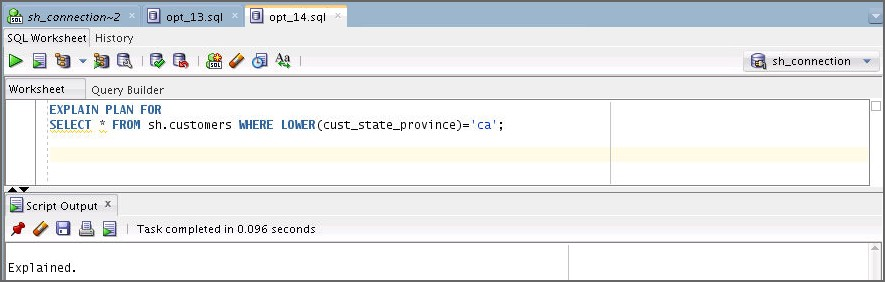 sh_connection~2 opt_13.sql opt_14.sql
SQL Worksheet History
sh_connection
Worksheet Query Builder
EXPLAIN PLAN FOR
SELECT * FROM sh.customers WHERE LOWER(cust_state_province)='ca';
Script Output x
Task completed in 0.096 seconds
Explained.